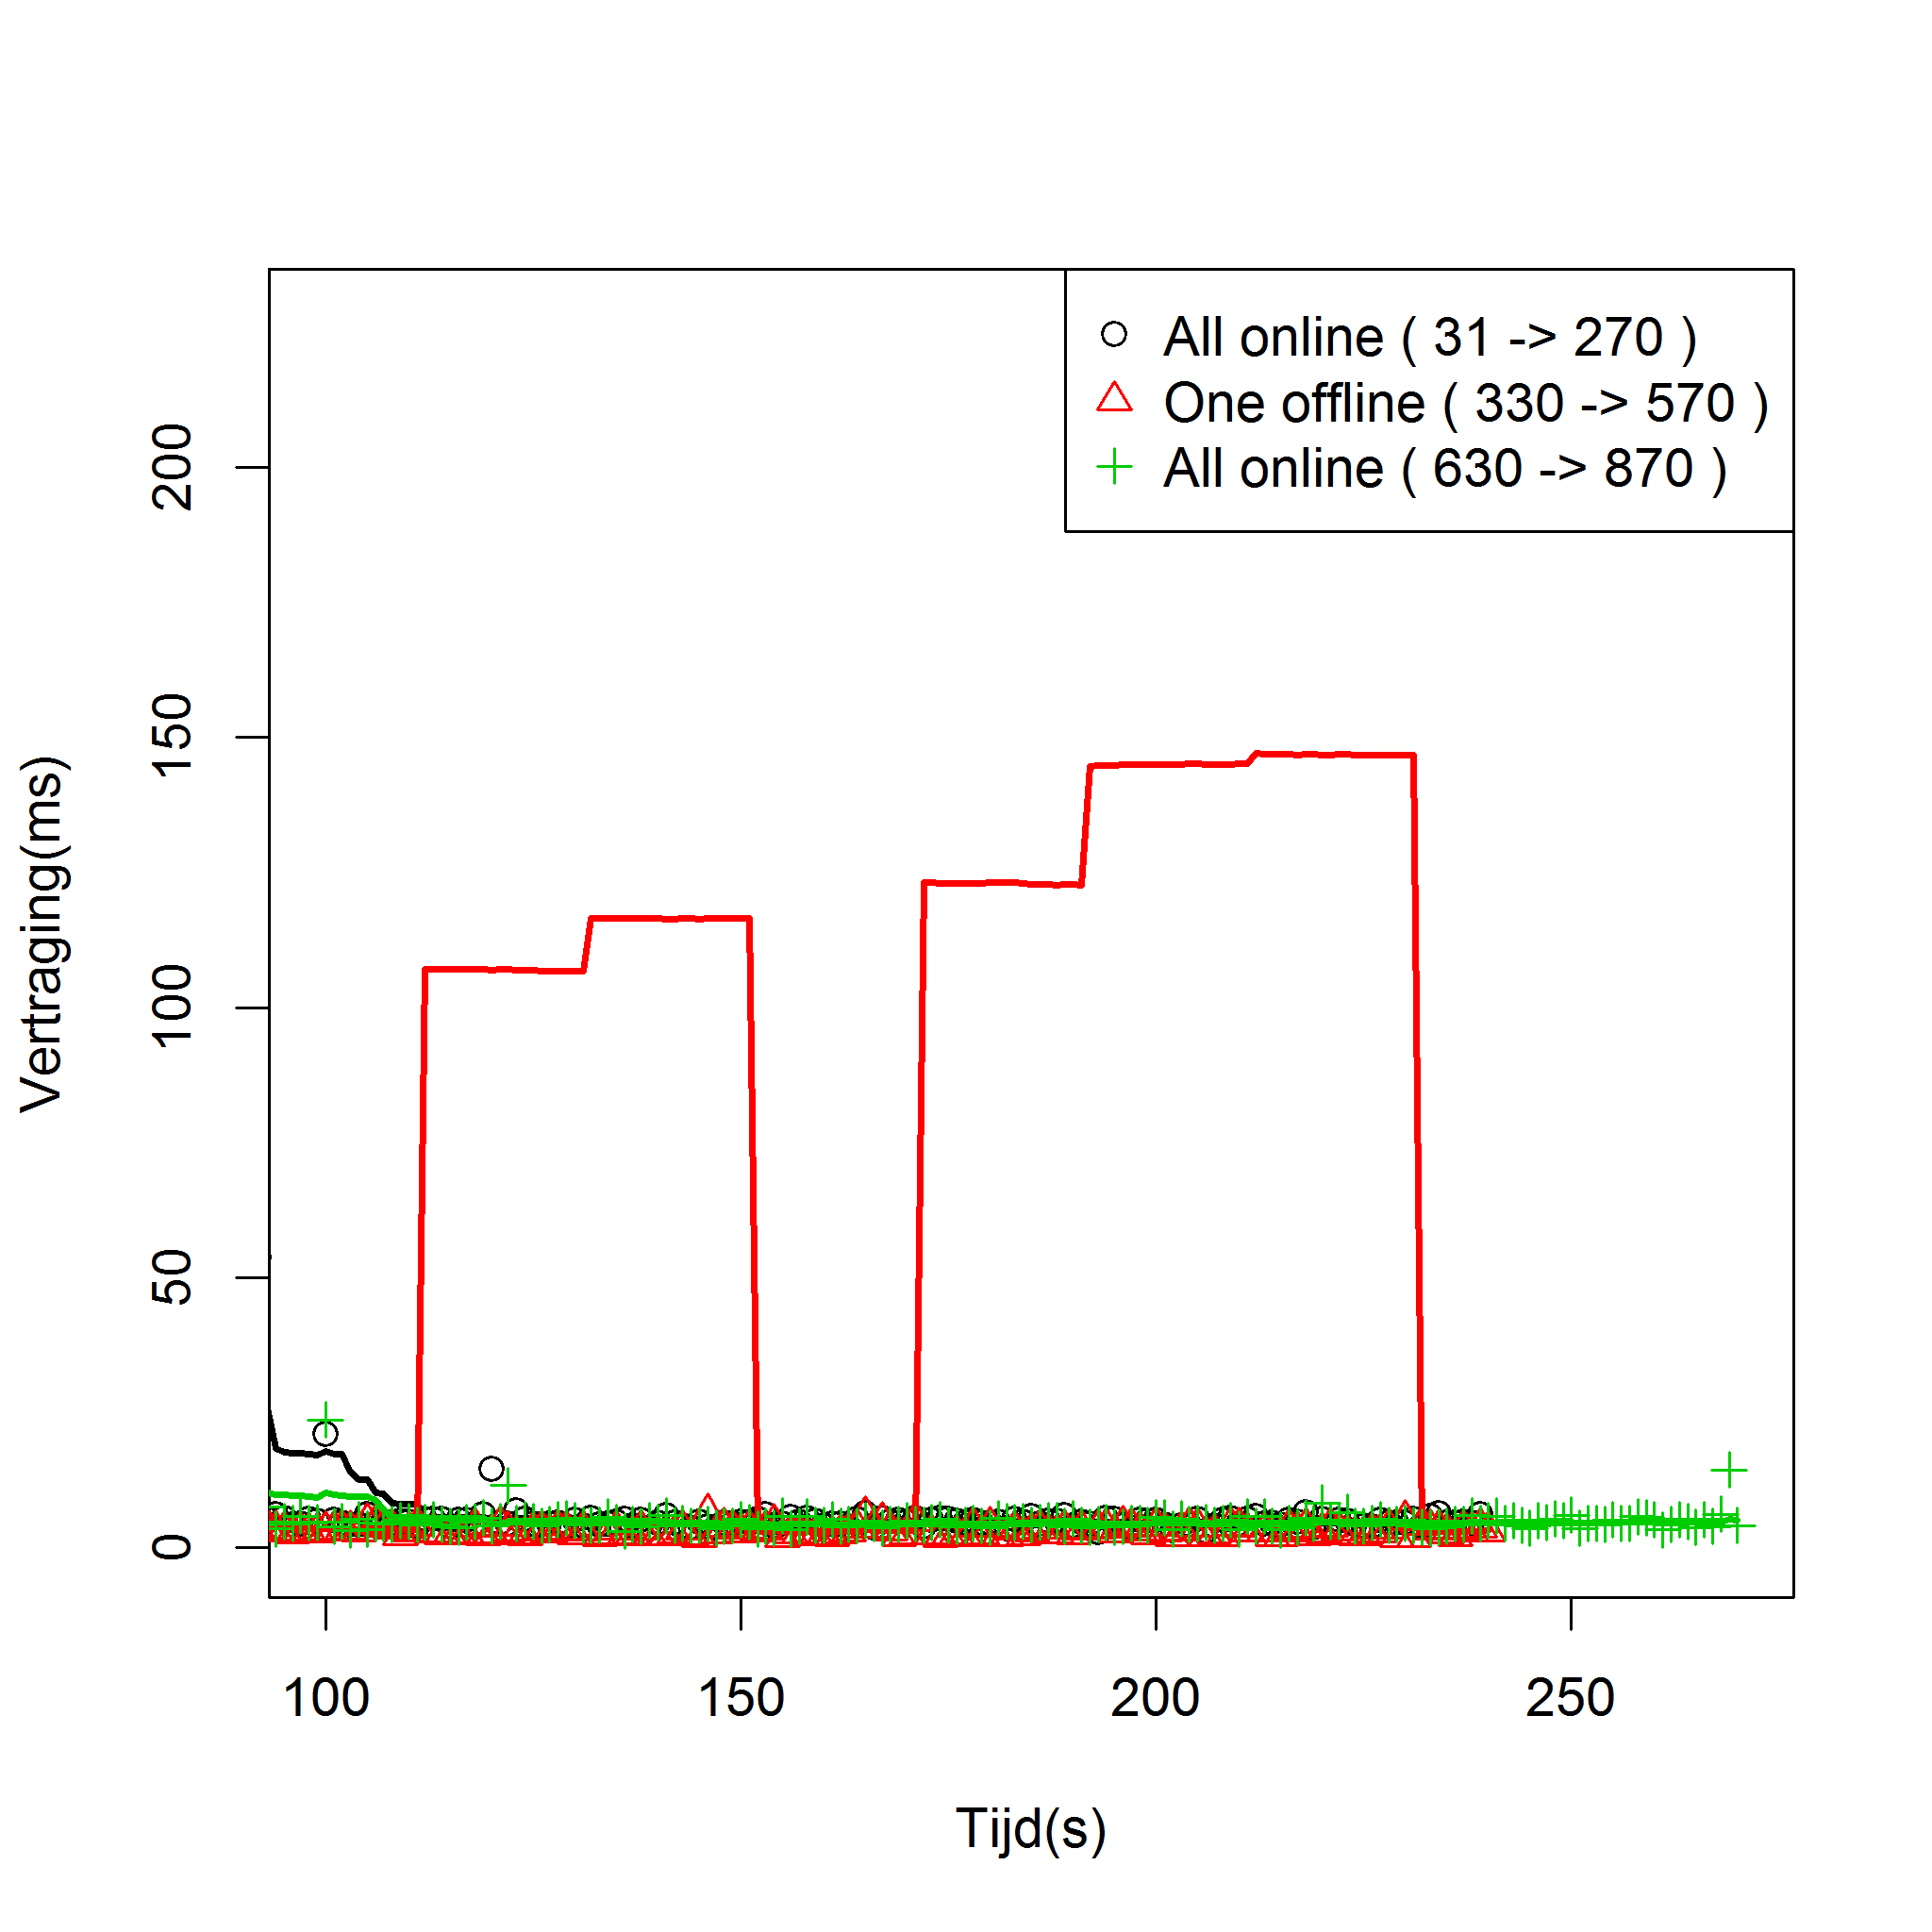 All online ( 31 -> 270 )
One offline ( 330 -> 570 )
All online ( 630 -> 870 )
Vertraging(ms)
200
150
100
50
0
100 150 200 250
Tijd(s)